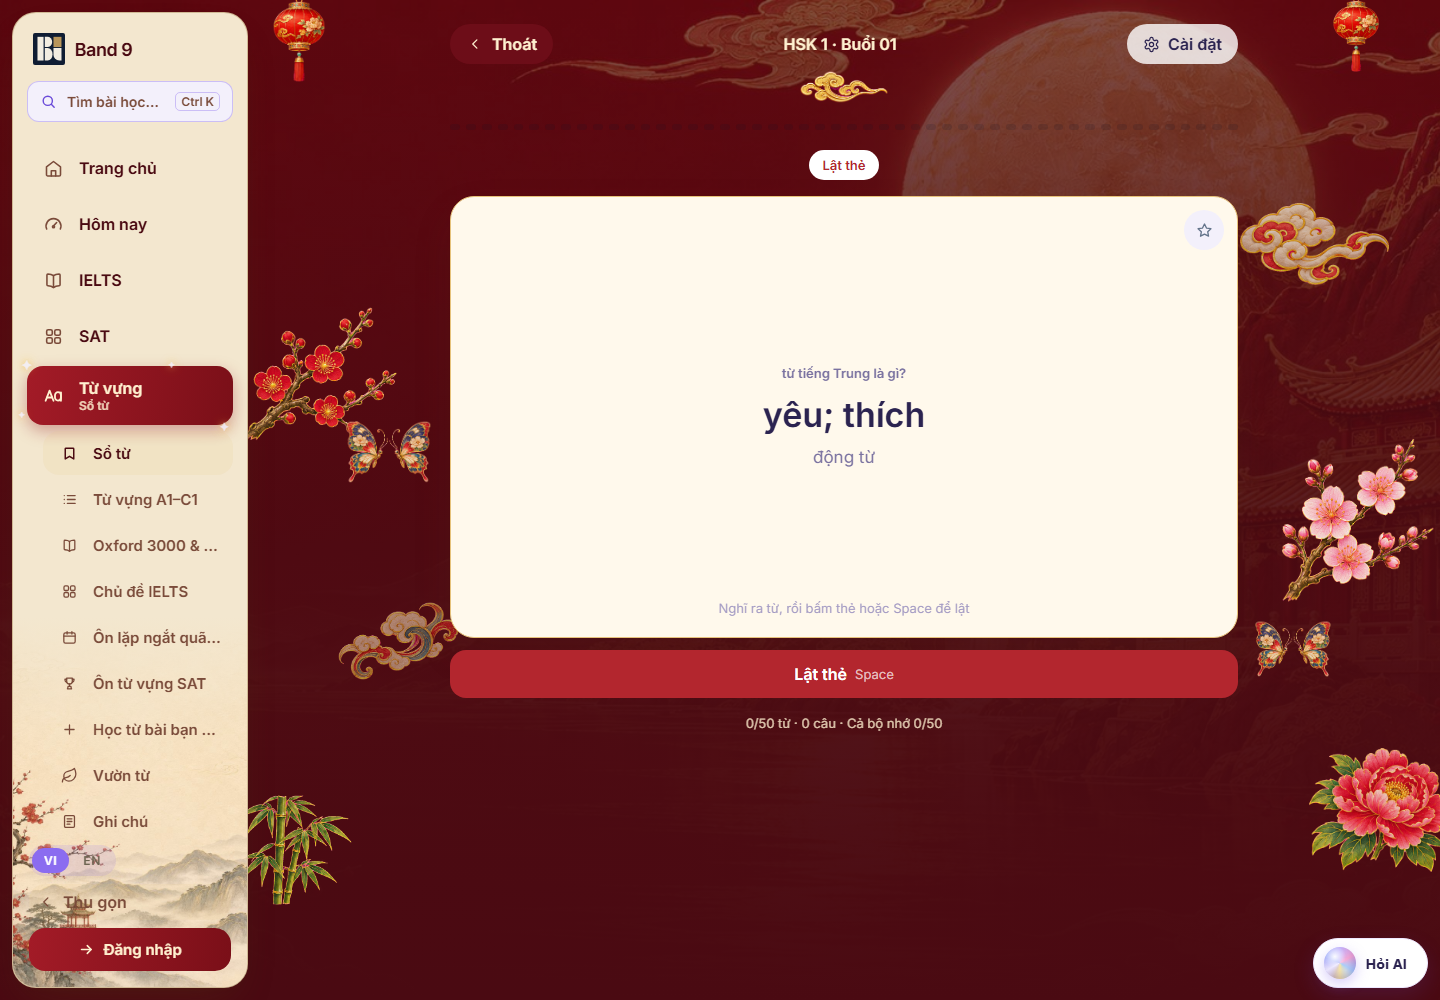 Band 9
Tìm bài học...
Ctrl K
Trang chủ
Hôm nay
IELTS
SAT
Từ vựng
Sổ từ
Sổ từ
Từ vựng A1–C1
Oxford 3000 & ...
Chủ đề IELTS
Ôn lặp ngắt quã...
Ôn từ vựng SAT
Học từ bài bạn ...
Vườn từ
Ghi chú
VI EN
Thu gọn
Đăng nhập
Thoát
HSK 1 · Buổi 01
Cài đặt
Lật thẻ
từ tiếng Trung là gì?
yêu; thích
động từ
Nghĩ ra từ, rồi bấm thẻ hoặc Space để lật
Lật thẻ Space
0/50 từ · 0 câu · Cả bộ nhớ 0/50
Hỏi AI